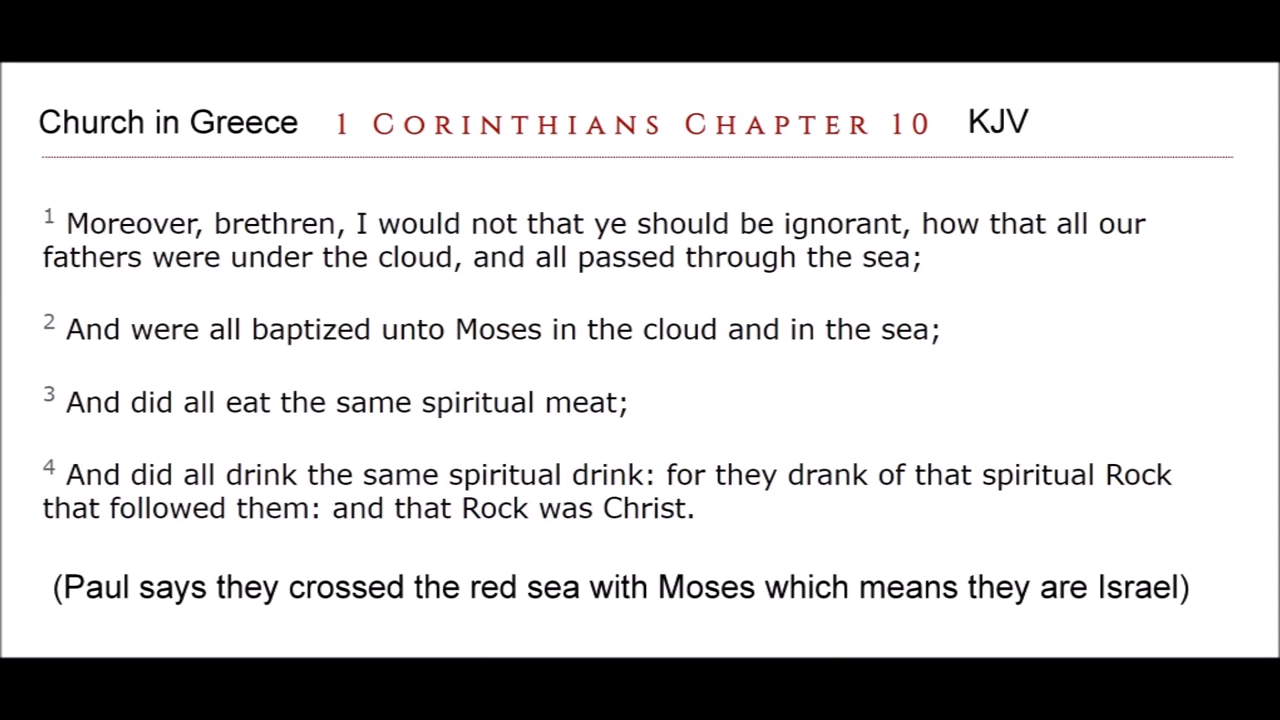 Church in Greece 1 CORINTHIANS CHAPTER 10 KJV
1 Moreover, brethren, I would not that ye should be ignorant, how that all our
fathers were under the cloud, and all passed through the sea;
2 And were all baptized unto Moses in the cloud and in the sea;
3 And did all eat the same spiritual meat;
4 And did all drink the same spiritual drink: for they drank of that spiritual Rock
that followed them: and that Rock was Christ.
(Paul says they crossed the red sea with Moses which means they are Israel)